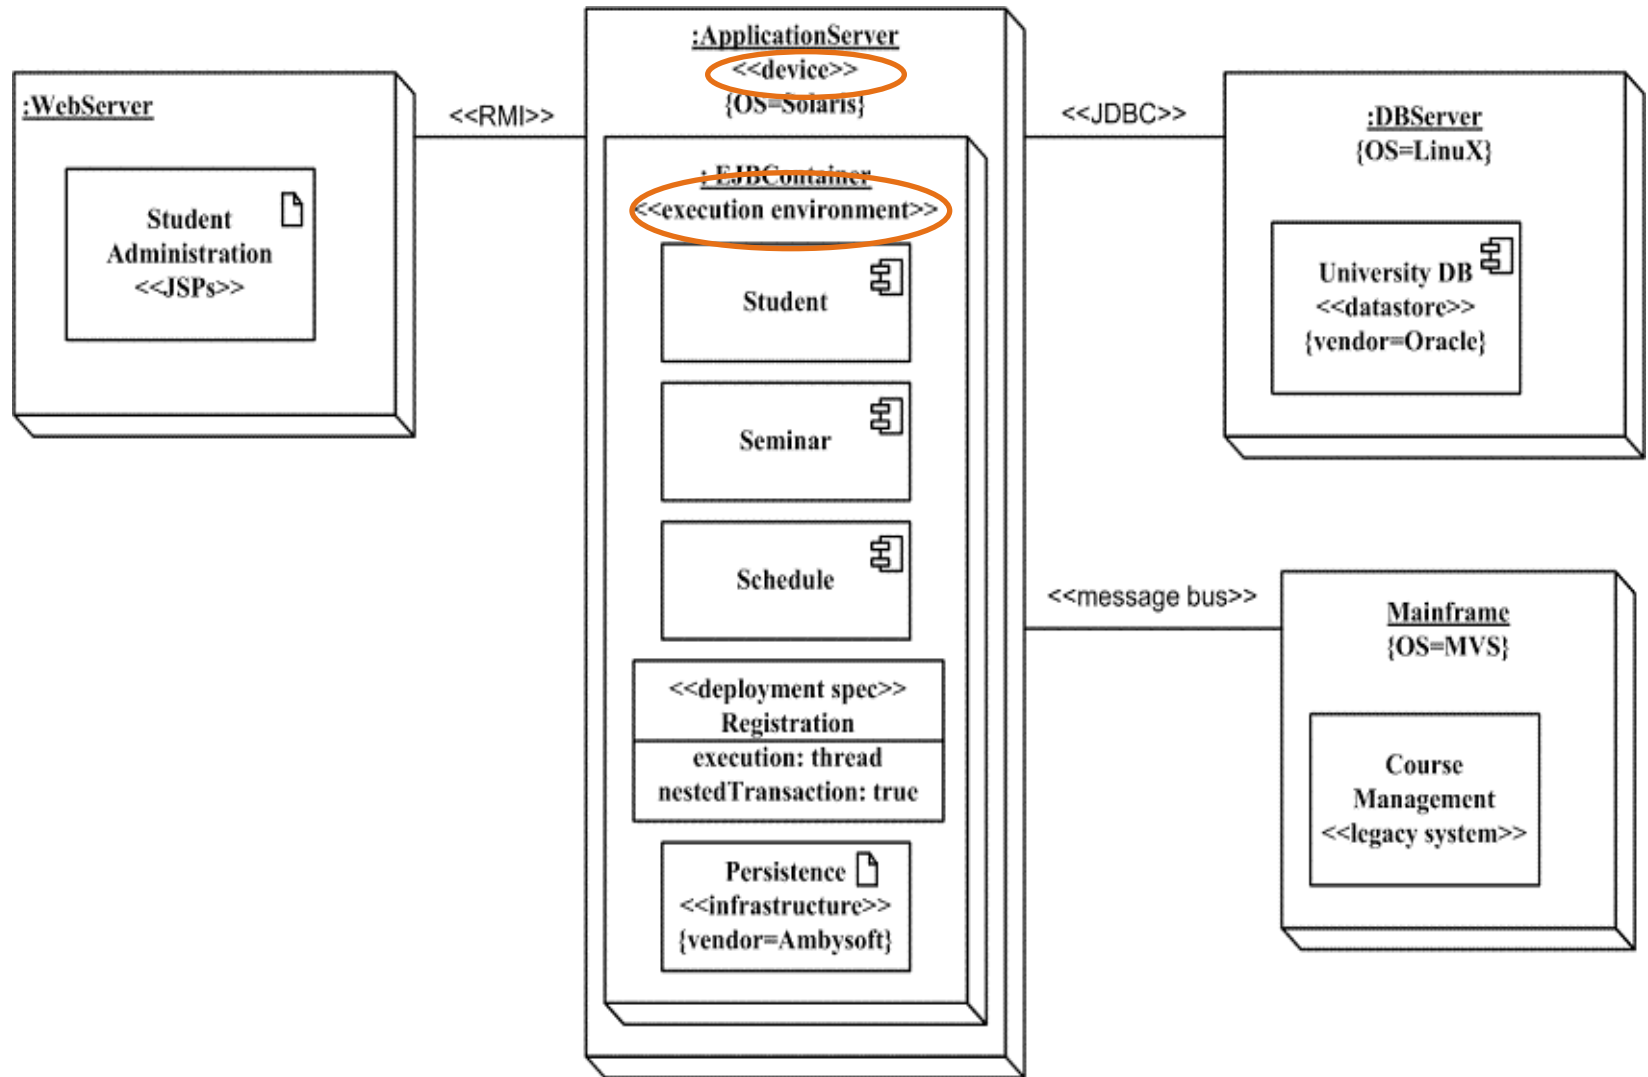 :WebServer
Student
Administration
<<JSPs>>
<<RMI>>
:ApplicationServer
<<device>>
{OS=Solaris}
: EJBContainer
<<execution environment>>
Student
Seminar
Schedule
<<deployment spec>>
Registration
execution: thread
nestedTransaction: true
Persistence
<<infrastructure>>
{vendor=Ambysoft}
<<JDBC>>
:DBServer
{OS=LinuX}
University DB
<<datastore>>
{vendor=Oracle}
<<message bus>>
Mainframe
{OS=MVS}
Course
Management
<<legacy system>>